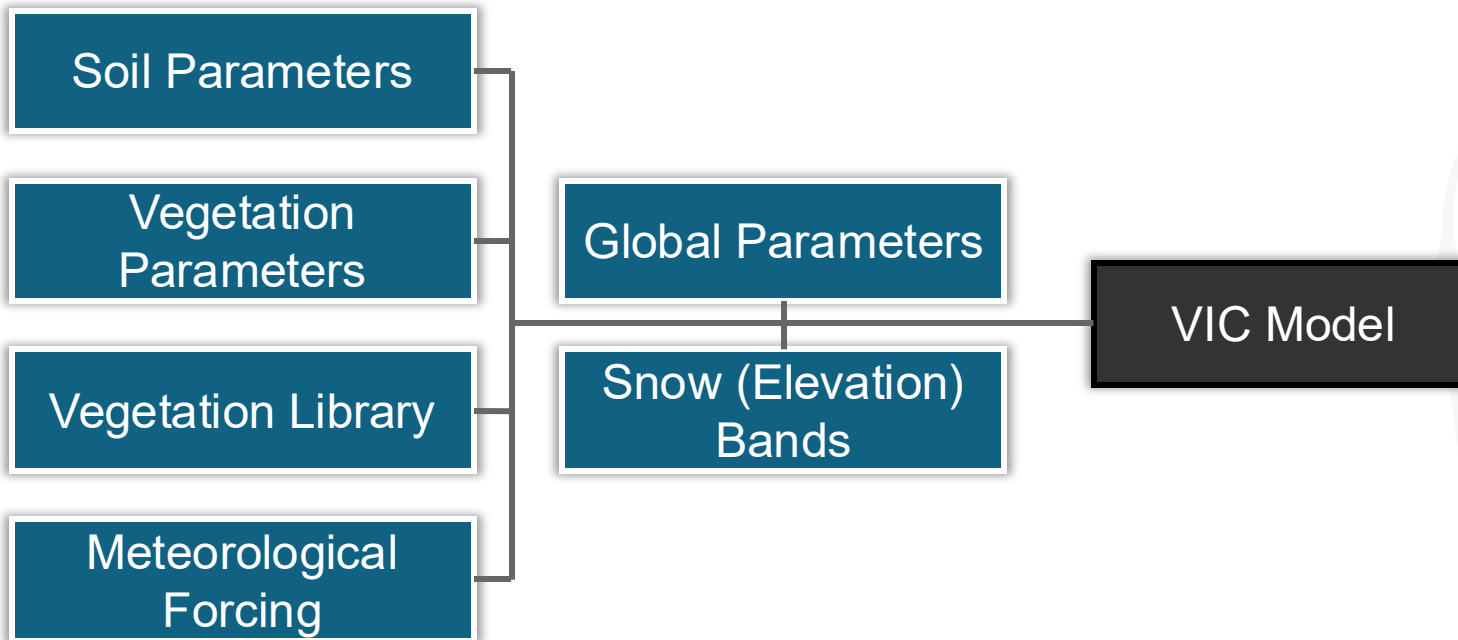 Soil Parameters
Vegetation
Parameters
Vegetation Library
Meteorological
Forcing
Global Parameters
Snow (Elevation)
Bands
VIC Model